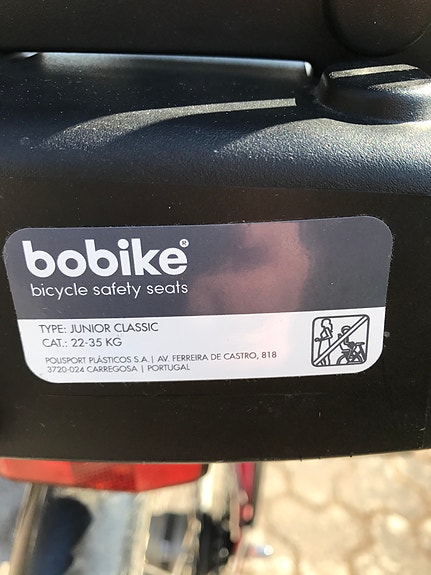 bobike®
bicycle safety seats
TYPE: JUNIOR CLASSIC
CAT.: 22-35 KG
POLISPORT PLÁSTICOS S.A. | AV. FERREIRA DE CASTRO, 818
3720-024 CARREGOSA | PORTUGAL